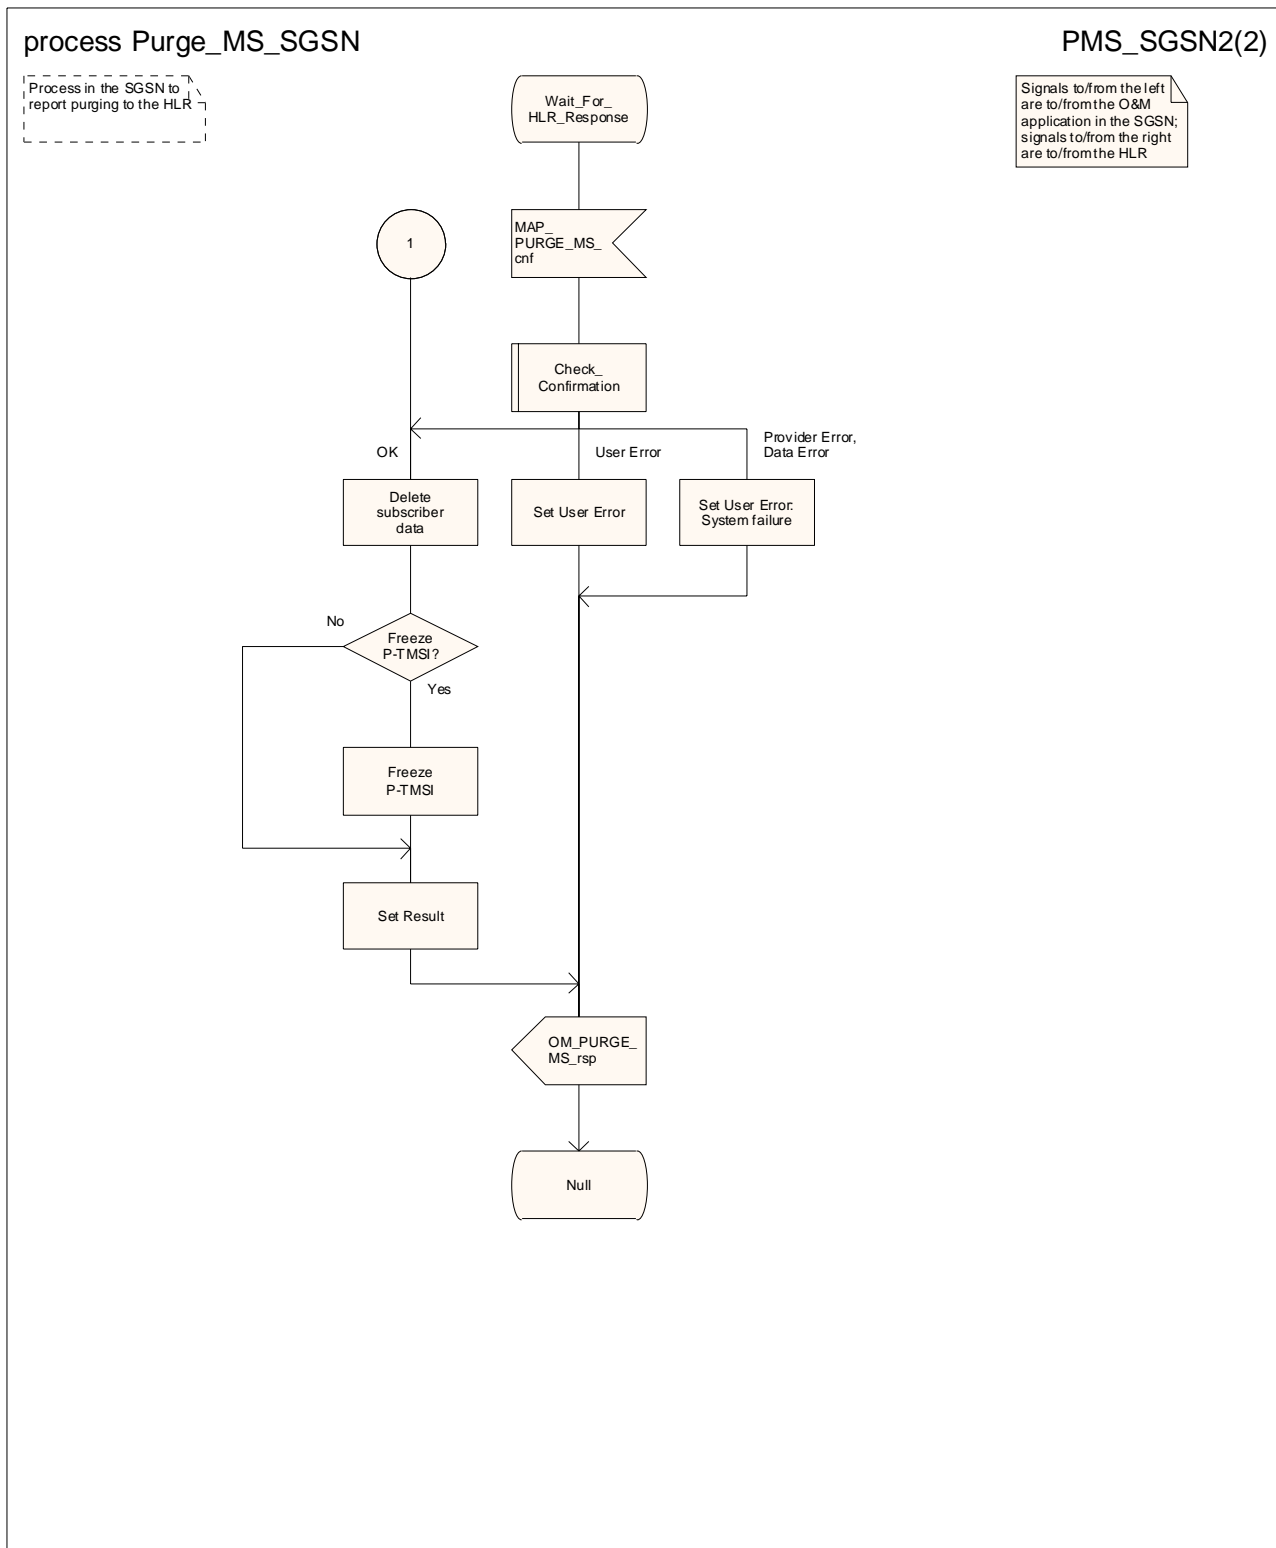 process Purge_MS_SGSN
PMS_SGSN2(2)
Process in the SGSN to
report purging to the HLR
Wait_For_
HLR_Response
Signals to/from the left
are to/from the O&M
application in the SGSN;
signals to/from the right
are to/from the HLR
1
MAP_
PURGE_MS_
cnf
Check_
Confirmation
OK
User Error
Provider Error,
Data Error
Delete
subscriber
data
Set User Error
Set User Error:
System failure
No
Freeze
P-TMSI?
Yes
Freeze
P-TMSI
Set Result
OM_PURGE_
MS_rsp
Null